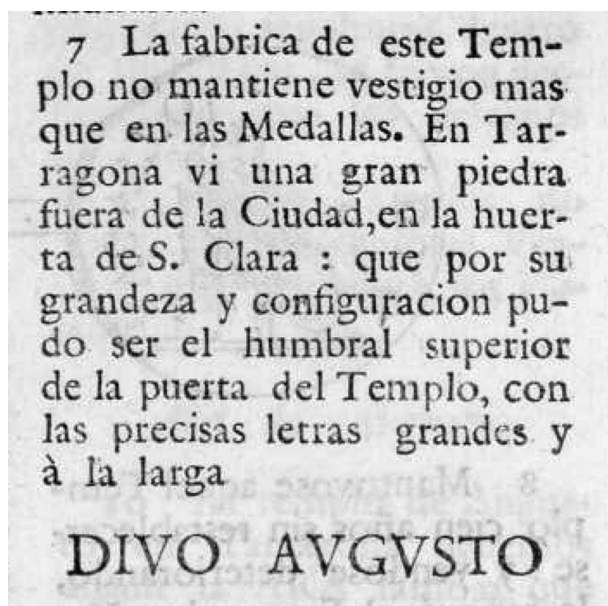 7 La fabrica de este Tem-
plo no mantiene vestigio mas
que en las Medallas. En Tar-
ragona vi una gran piedra
fuera de la Ciudad, en la huer-
ta de S. Clara : que por su
grandeza y configuracion pu-
do ser el humbral superior
de la puerta del Templo, con
las precisas letras grandes y
à la larga
DIVO AVGVSTO